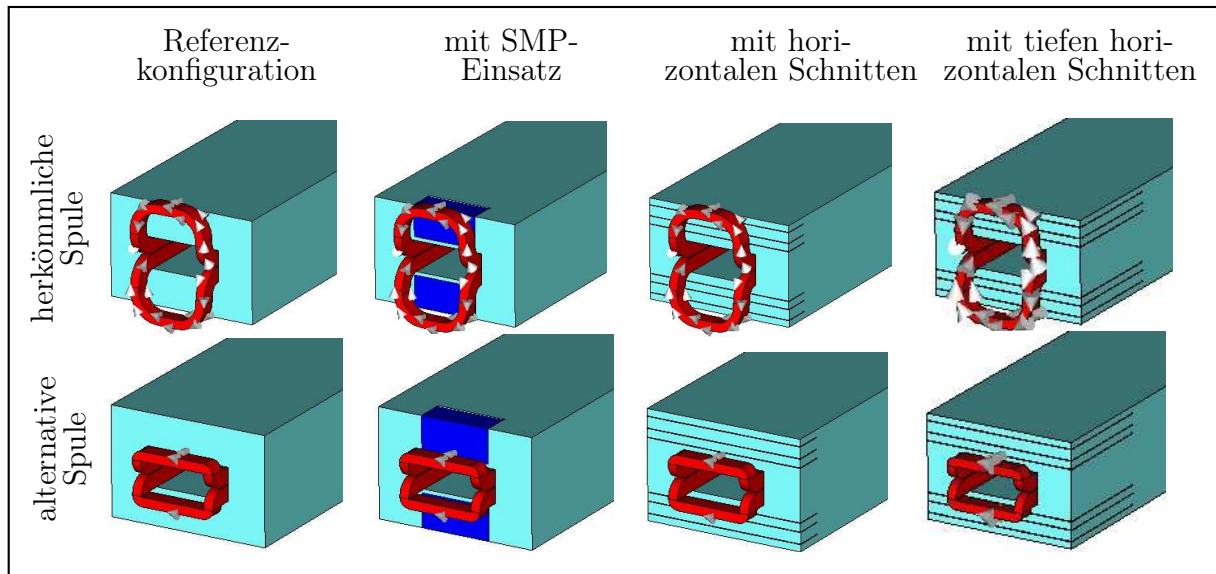 Referenz-
konfiguration
mit SMP-
Einsatz
mit hori-
zontalen Schnitten
mit tiefen hori-
zontalen Schnitten
herkömmliche
Spule
alternative
Spule